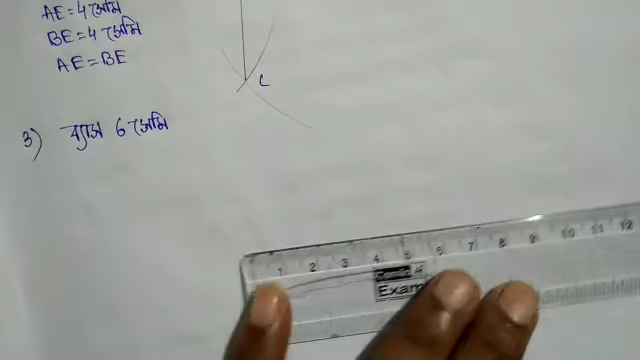 AE = 4 সেমি
BE = 4 সেমি
AE = BE
C
3) ব্যাস 6 সেমি
1 2 3 4 5 6 7 8 9 10 11 12
Exam